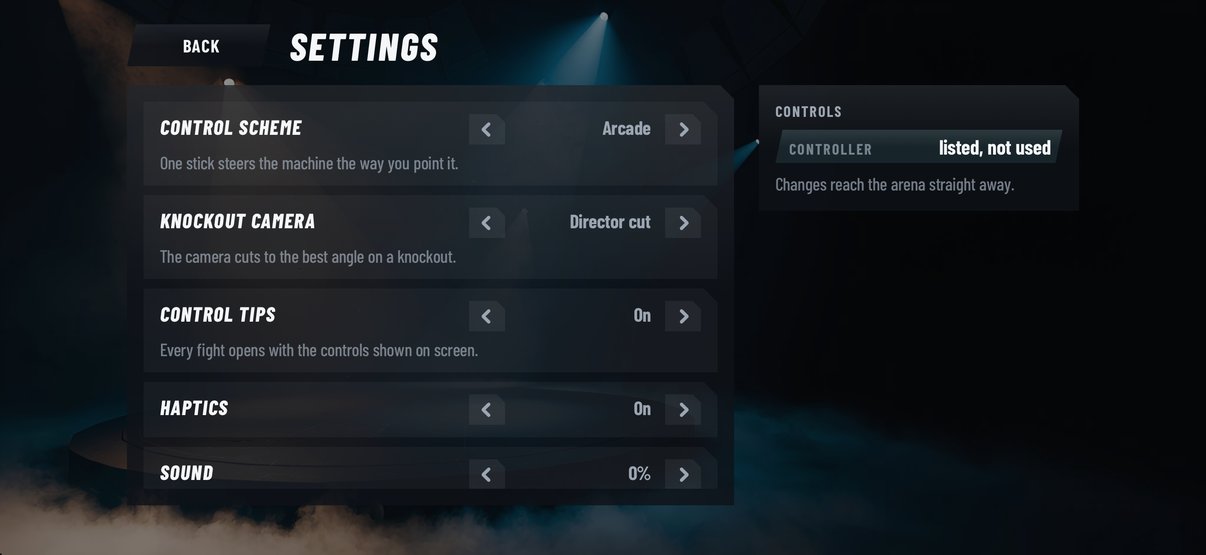 BACK
SETTINGS
CONTROL SCHEME
Arcade
One stick steers the machine the way you point it.
KNOCKOUT CAMERA
Director cut
The camera cuts to the best angle on a knockout.
CONTROL TIPS
On
Every fight opens with the controls shown on screen.
HAPTICS
On
SOUND
0%
CONTROLS
CONTROLLER listed, not used
Changes reach the arena straight away.